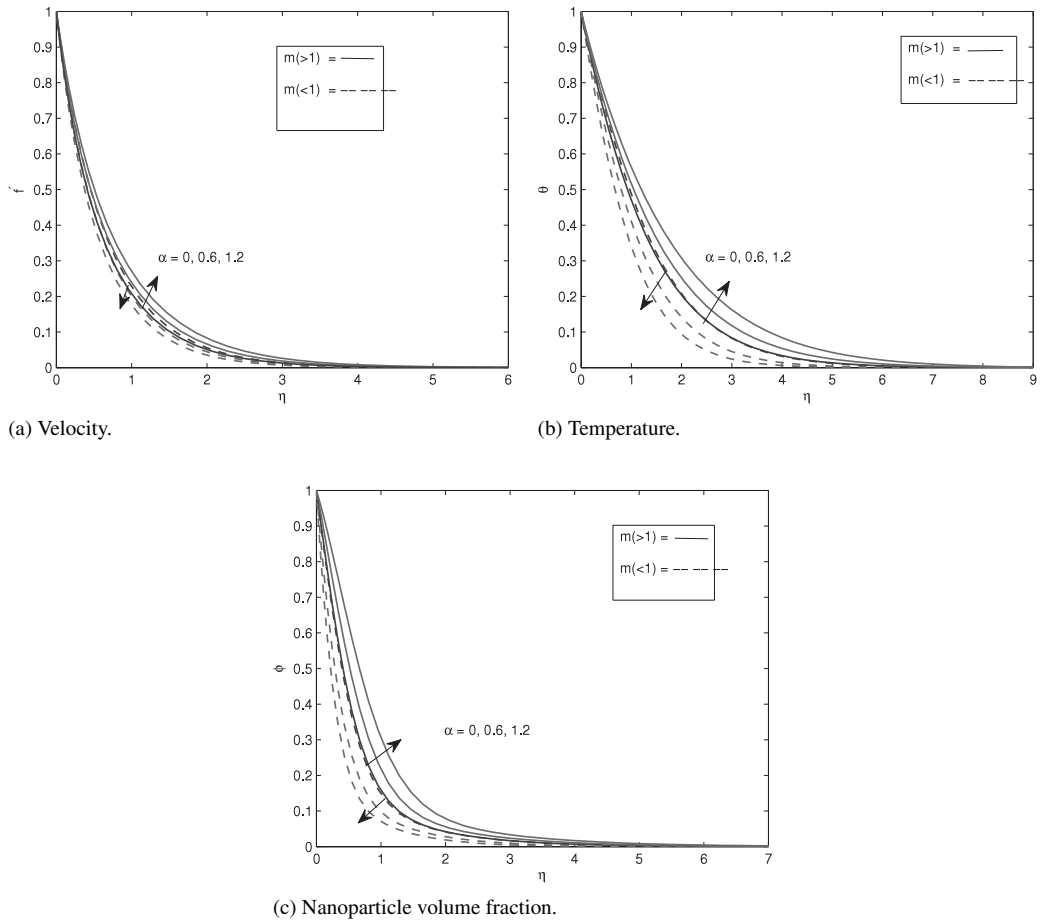 1
0.9
0.8
0.7
0.6
0.5
0.4
0.3
0.2
0.1
0
f′
m(>1) =
m(<1) =
α = 0, 0.6, 1.2
0 1 2 3 4 5 6
η
(a) Velocity.
1
0.9
0.8
0.7
0.6
0.5
0.4
0.3
0.2
0.1
0
θ
m(>1) =
m(<1) =
α = 0, 0.6, 1.2
0 1 2 3 4 5 6 7 8 9
η
(b) Temperature.
1
0.9
0.8
0.7
0.6
0.5
0.4
0.3
0.2
0.1
0
ϕ
m(>1) =
m(<1) =
α = 0, 0.6, 1.2
0 1 2 3 4 5 6 7
η
(c) Nanoparticle volume fraction.